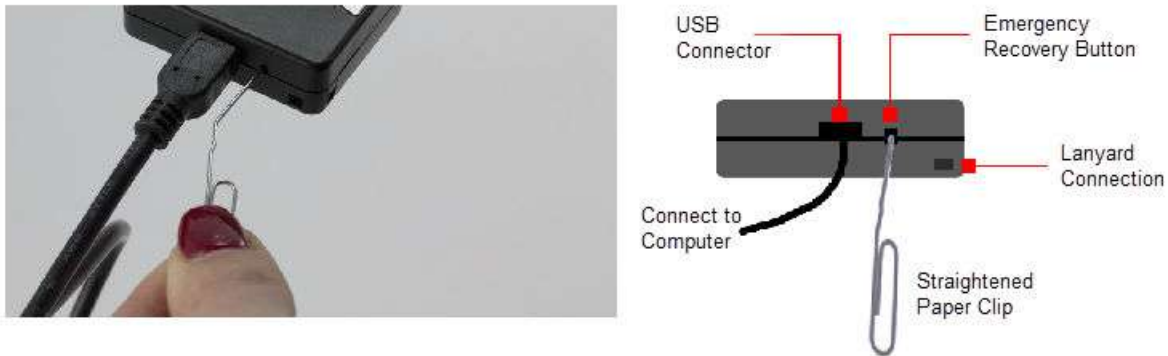 USB
Connector
Emergency
Recovery Button
Lanyard
Connection
Connect to
Computer
Straightened
Paper Clip